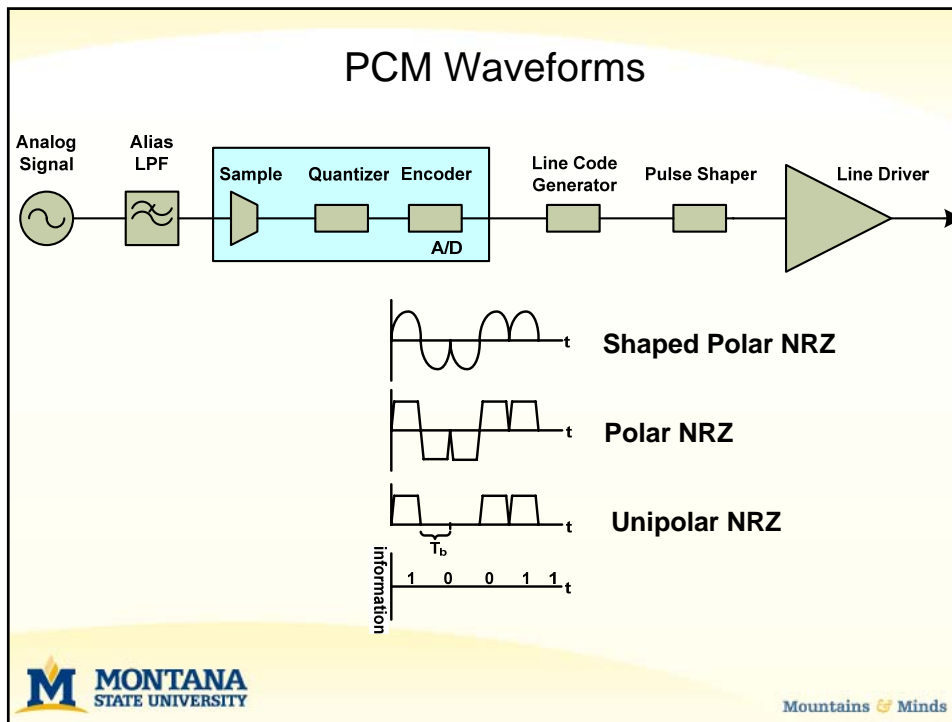 PCM Waveforms
Analog
Signal
Alias
LPF
Sample
Quantizer
Encoder
A/D
Line Code
Generator
Pulse Shaper
Line Driver
t
Shaped Polar NRZ
t
Polar NRZ
t
Unipolar NRZ
Tb
information
1 0 0 1 1
t
M MONTANA
STATE UNIVERSITY
Mountains & Minds